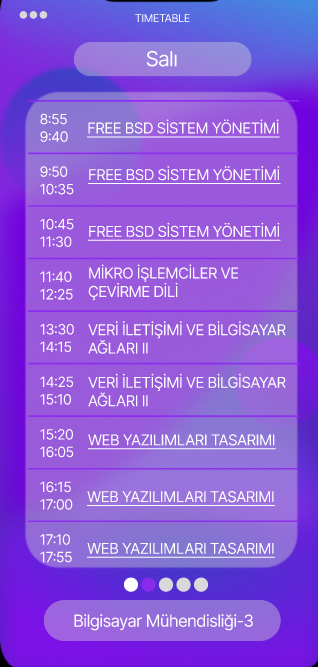 TIMETABLE
Salı
8:55
9:40
FREE BSD SİSTEM YÖNETİMİ
9:50
10:35
FREE BSD SİSTEM YÖNETİMİ
10:45
11:30
FREE BSD SİSTEM YÖNETİMİ
11:40
12:25
MİKRO İŞLEMCİLER VE
ÇEVİRME DİLİ
13:30
14:15
VERİ İLETİŞİMİ VE BİLGİSAYAR
AĞLARI II
14:25
15:10
VERİ İLETİŞİMİ VE BİLGİSAYAR
AĞLARI II
15:20
16:05
WEB YAZILIMLARI TASARIMI
16:15
17:00
WEB YAZILIMLARI TASARIMI
17:10
17:55
WEB YAZILIMLARI TASARIMI
Bilgisayar Mühendisliği-3